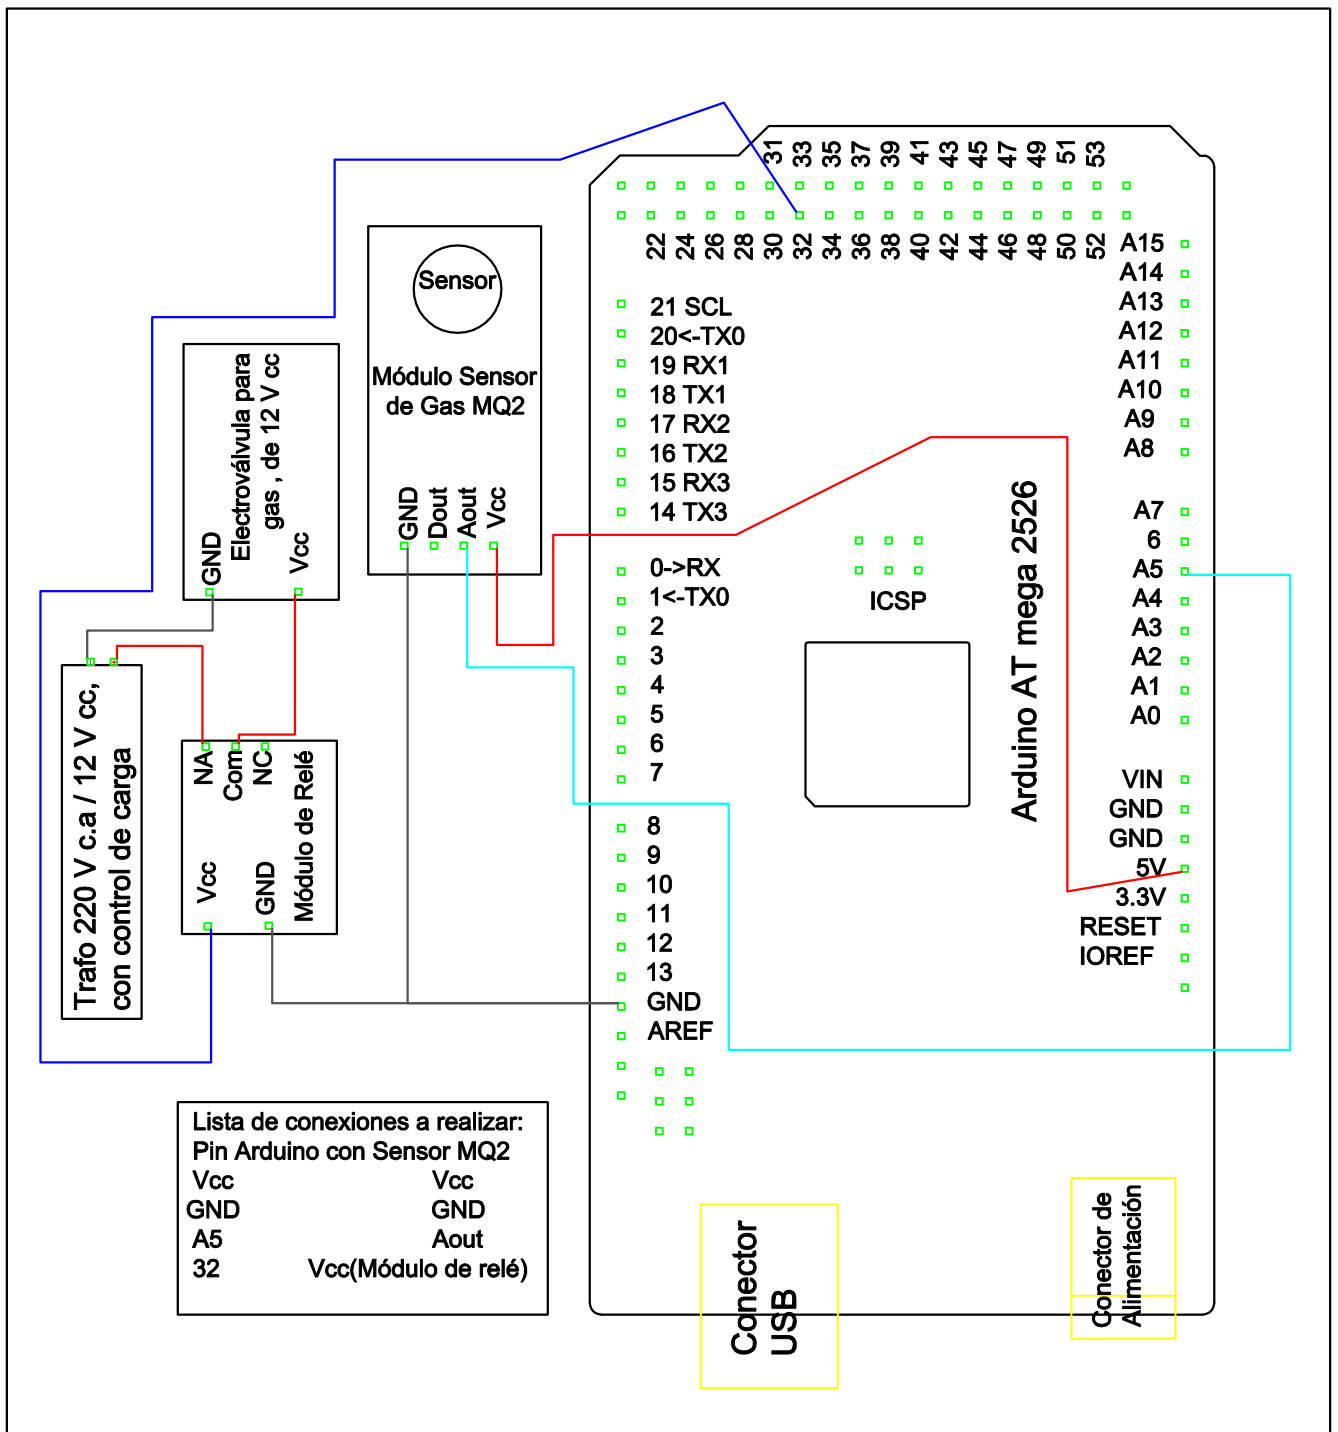 31
33
35
37
39
41
43
45
47
49
51
53
22
24
26
28
30
32
34
36
38
40
42
44
46
48
50
52
A15
A14
A13
A12
A11
A10
A9
A8
A7
6
A5
A4
A3
A2
A1
A0
VIN
GND
GND
5V
3.3V
RESET
IOREF
21 SCL
20<-TX0
19 RX1
18 TX1
17 RX2
16 TX2
15 RX3
14 TX3
0->RX
1<-TX0
2
3
4
5
6
7
8
9
10
11
12
13
GND
AREF
ICSP
Arduino AT mega 2526
Sensor
Módulo Sensor
de Gas MQ2
GND
Dout
Aout
Vcc
Electroválvula para
gas , de 12 V cc
GND
Vcc
Trafo 220 V c.a / 12 V cc,
con control de carga
NA
Com
NC
Módulo de Relé
Vcc
GND
Lista de conexiones a realizar:
Pin Arduino con Sensor MQ2
Vcc Vcc
GND GND
A5 Aout
32 Vcc(Módulo de relé)
Conector
USB
Conector de
Alimentación